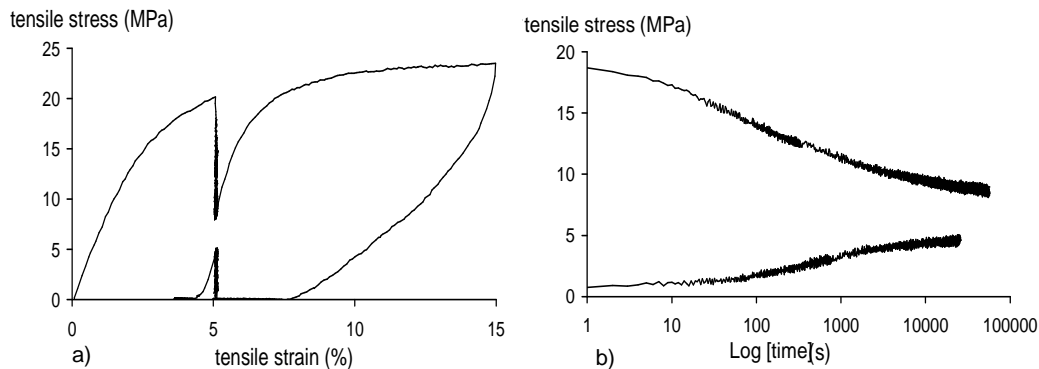 tensile stress (MPa)
25
20
15
10
5
0
0 5 10 15
a) tensile strain (%)
tensile stress (MPa)
20
15
10
5
0
1 10 100 1000 10000 100000
b) Log [time](s)